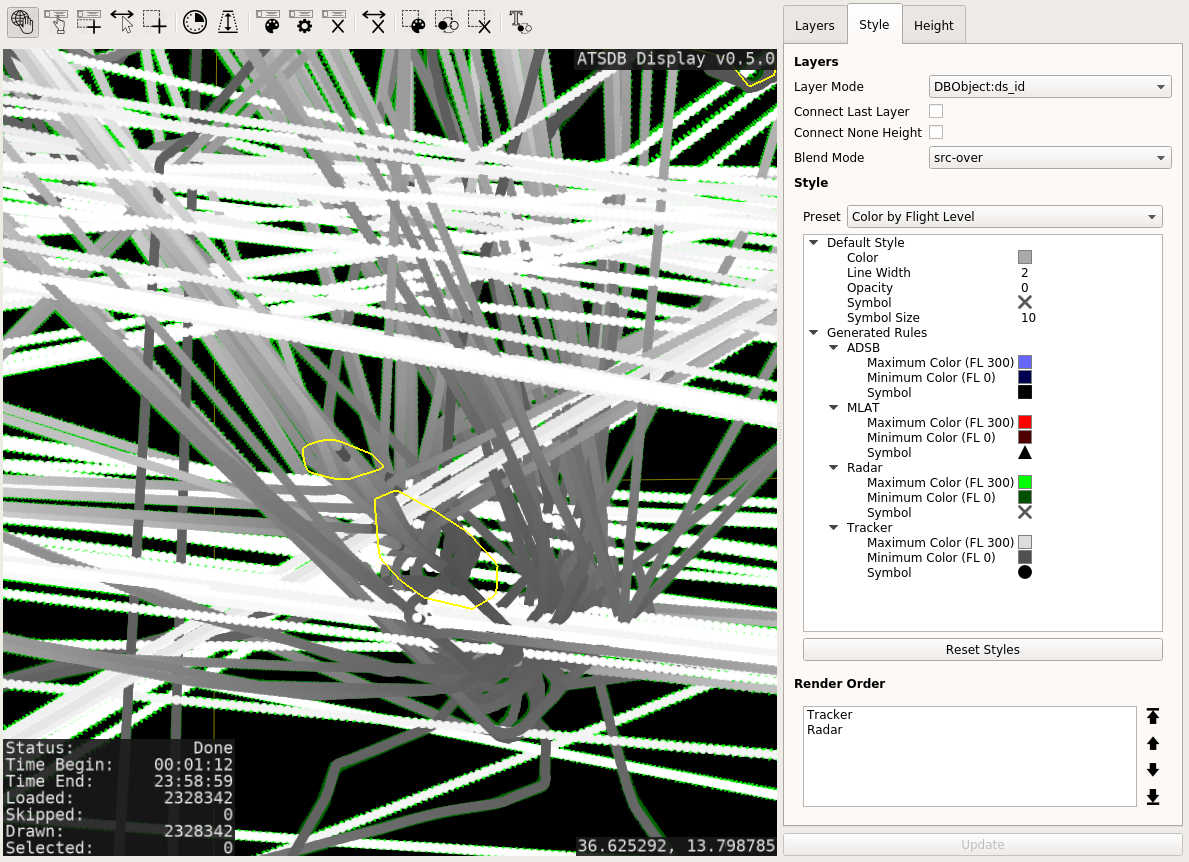 ATSDB Display v0.5.0
Status: Done
Time Begin: 00:01:12
Time End: 23:58:59
Loaded: 2328342
Skipped: 0
Drawn: 2328342
Selected: 0
36.625292, 13.798785
Layers Style Height
Layers
Layer Mode DBObject:ds_id
Connect Last Layer
Connect None Height
Blend Mode src-over
Style
Preset Color by Flight Level
Default Style
Color
Line Width 2
Opacity 0
Symbol
Symbol Size 10
Generated Rules
ADSB
Maximum Color (FL 300)
Minimum Color (FL 0)
Symbol
MLAT
Maximum Color (FL 300)
Minimum Color (FL 0)
Symbol
Radar
Maximum Color (FL 300)
Minimum Color (FL 0)
Symbol
Tracker
Maximum Color (FL 300)
Minimum Color (FL 0)
Symbol
Reset Styles
Render Order
Tracker
Radar
Update